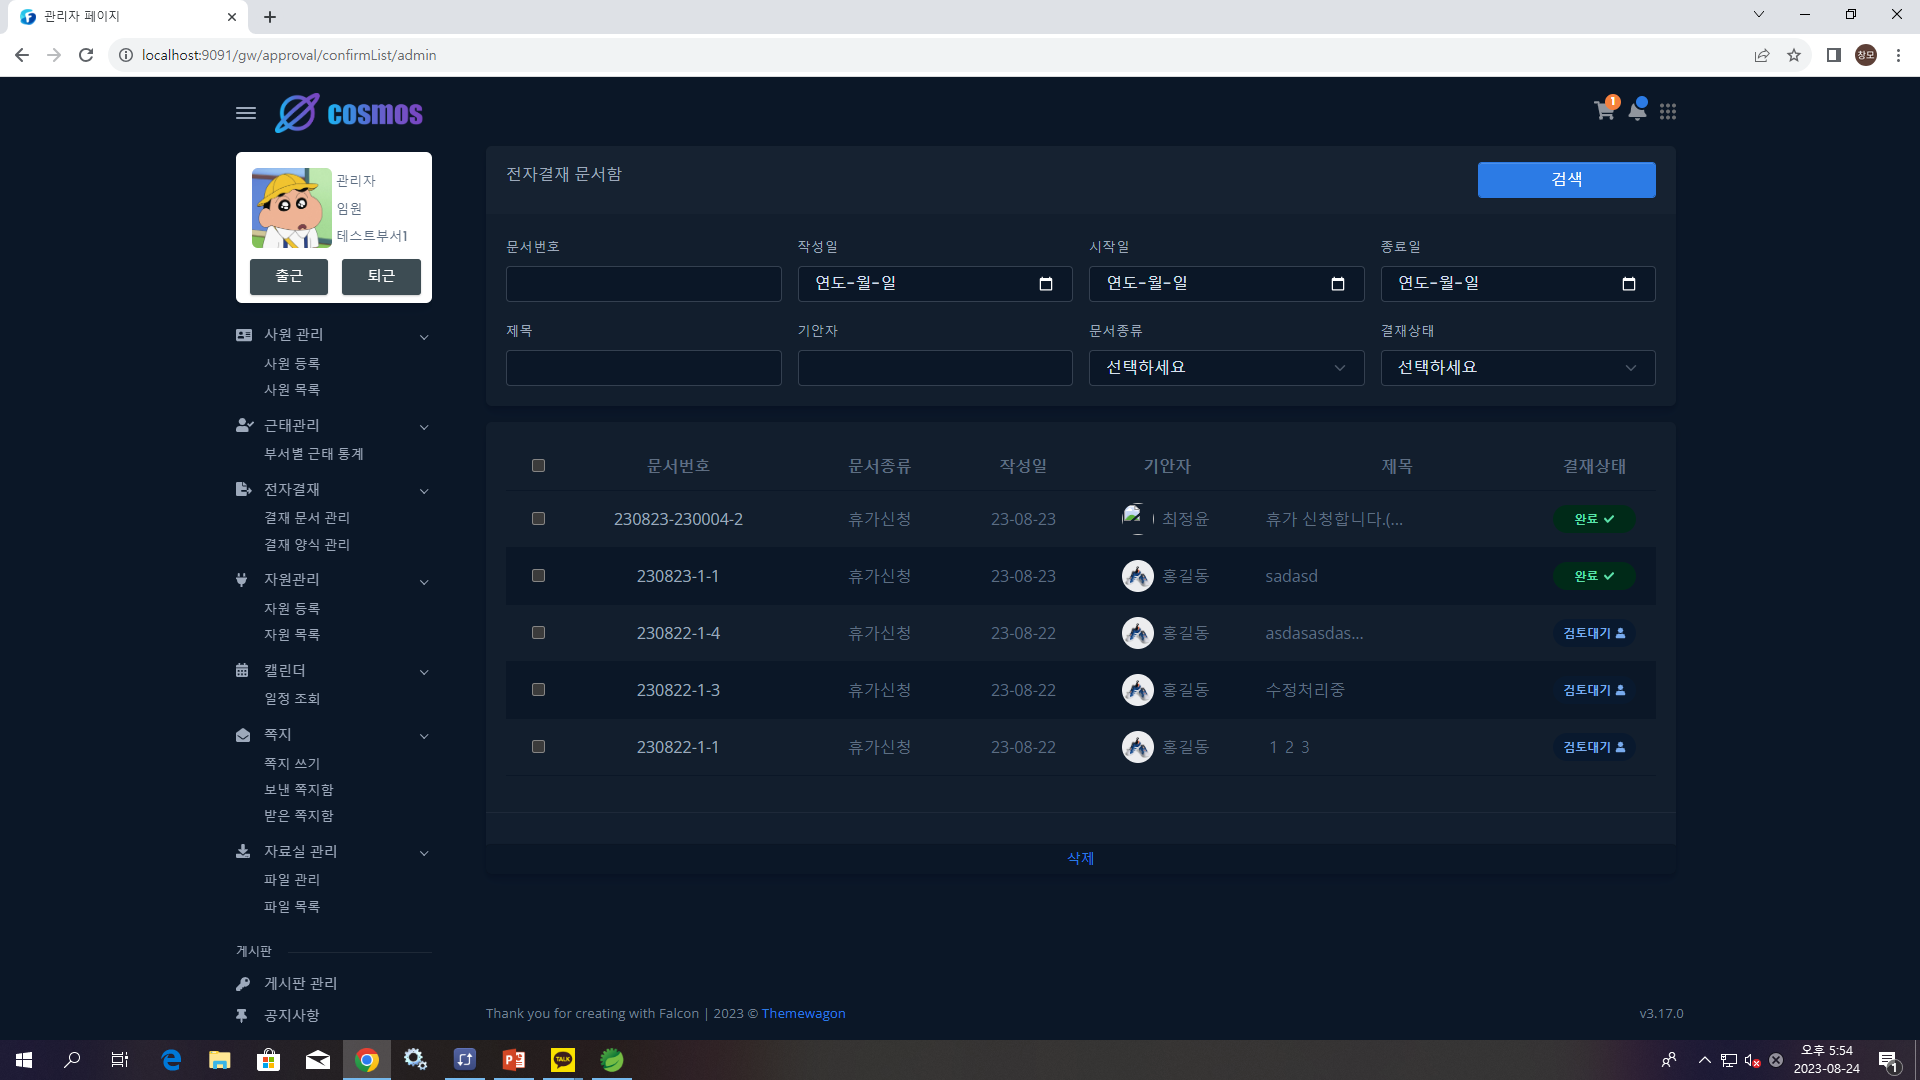 관리자 페이지
localhost:9091/gw/approval/confirmList/admin
창모
cosmos
1
관리자
임원
테스트부서1
출근 퇴근
사원 관리
사원 등록
사원 목록
근태관리
부서별 근태 통계
전자결재
결재 문서 관리
결재 양식 관리
자원관리
자원 등록
자원 목록
캘린더
일정 조회
쪽지
쪽지 쓰기
보낸 쪽지함
받은 쪽지함
자료실 관리
파일 관리
파일 목록
게시판
게시판 관리
공지사항
전자결재 문서함
검색
문서번호 작성일 시작일 종료일
연도-월-일 연도-월-일 연도-월-일
제목 기안자 문서종류 결재상태
선택하세요 선택하세요
문서번호 문서종류 작성일 기안자 제목 결재상태
230823-230004-2 휴가신청 23-08-23 최정윤 휴가 신청합니다.(... 완료
230823-1-1 휴가신청 23-08-23 홍길동 sadasd 완료
230822-1-4 휴가신청 23-08-22 홍길동 asdasasdas... 검토대기
230822-1-3 휴가신청 23-08-22 홍길동 수정처리중 검토대기
230822-1-1 휴가신청 23-08-22 홍길동 1 2 3 검토대기
삭제
Thank you for creating with Falcon | 2023 © Themewagon
v3.17.0
TALK
오후 5:54
2023-08-24
1